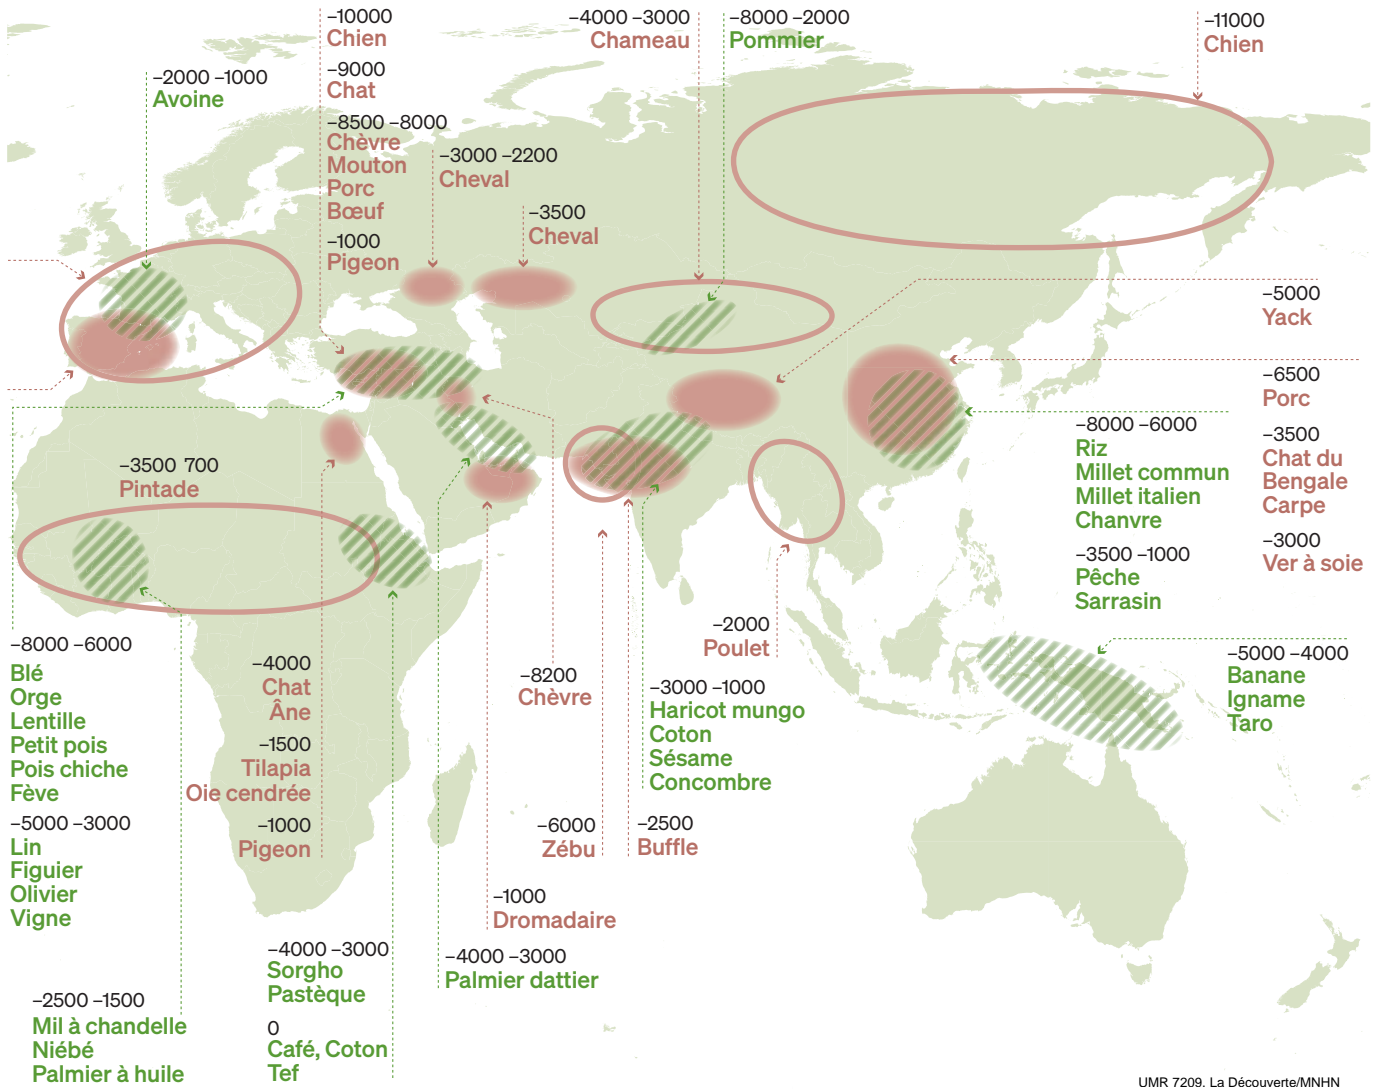 –10000
Chien
–9000
Chat
–8500 –8000
Chèvre
Mouton
Porc
Bœuf
–1000
Pigeon
–4000 –3000
Chameau
–8000 –2000
Pommier
–11000
Chien
–2000 –1000
Avoine
–3000 –2200
Cheval
–3500
Cheval
–5000
Yack
–6500
Porc
–3500
Chat du
Bengale
Carpe
–3000
Ver à soie
–8000 –6000
Riz
Millet commun
Millet italien
Chanvre
–3500 –1000
Pêche
Sarrasin
–3500 700
Pintade
–8000 –6000
Blé
Orge
Lentille
Petit pois
Pois chiche
Fève
–5000 –3000
Lin
Figuier
Olivier
Vigne
–4000
Chat
Âne
–1500
Tilapia
Oie cendrée
–1000
Pigeon
–8200
Chèvre
–2000
Poulet
–3000 –1000
Haricot mungo
Coton
Sésame
Concombre
–5000 –4000
Banane
Igname
Taro
–6000
Zébu
–2500
Buffle
–1000
Dromadaire
–4000 –3000
Palmier dattier
–4000 –3000
Sorgho
Pastèque
0
Café, Coton
Tef
–2500 –1500
Mil à chandelle
Niébé
Palmier à huile
UMR 7209, La Découverte/MNHN